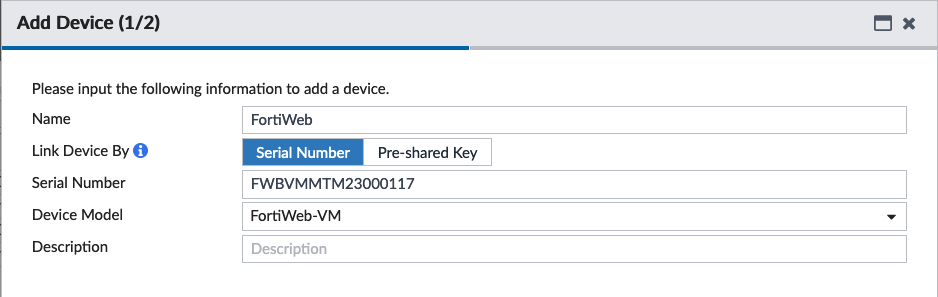 Add Device (1/2)
Please input the following information to add a device.
Name FortiWeb
Link Device By Serial Number Pre-shared Key
Serial Number FWBVMMTM23000117
Device Model FortiWeb-VM
Description Description